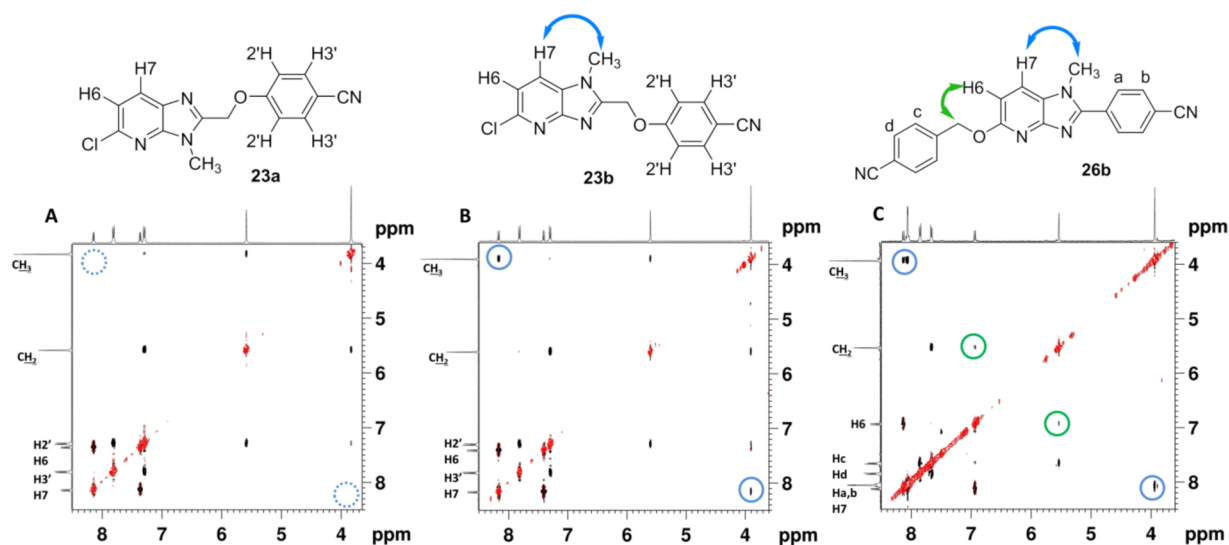 2'H H3'
H7
H6
N
N
CN
O
Cl
N
N
CH3
2'H H3'
23a
H7
CH3
H6
N
2'H H3'
Cl
N
N
O
CN
2'H H3'
23b
H7
CH3
a
b
H6
N
d
c
CN
O
N
N
NC
26b
A
ppm
CH3
4
5
CH2
6
H2'
H6
H3'
H7
7
8
8 7 6 5 4 ppm
B
ppm
CH3
4
5
CH2
6
H2'
H6
H3'
H7
7
8
8 7 6 5 4 ppm
C
ppm
CH3
4
5
CH2
6
H6
Hc
Hd
Ha,b
H7
7
8
8 7 6 5 4 ppm